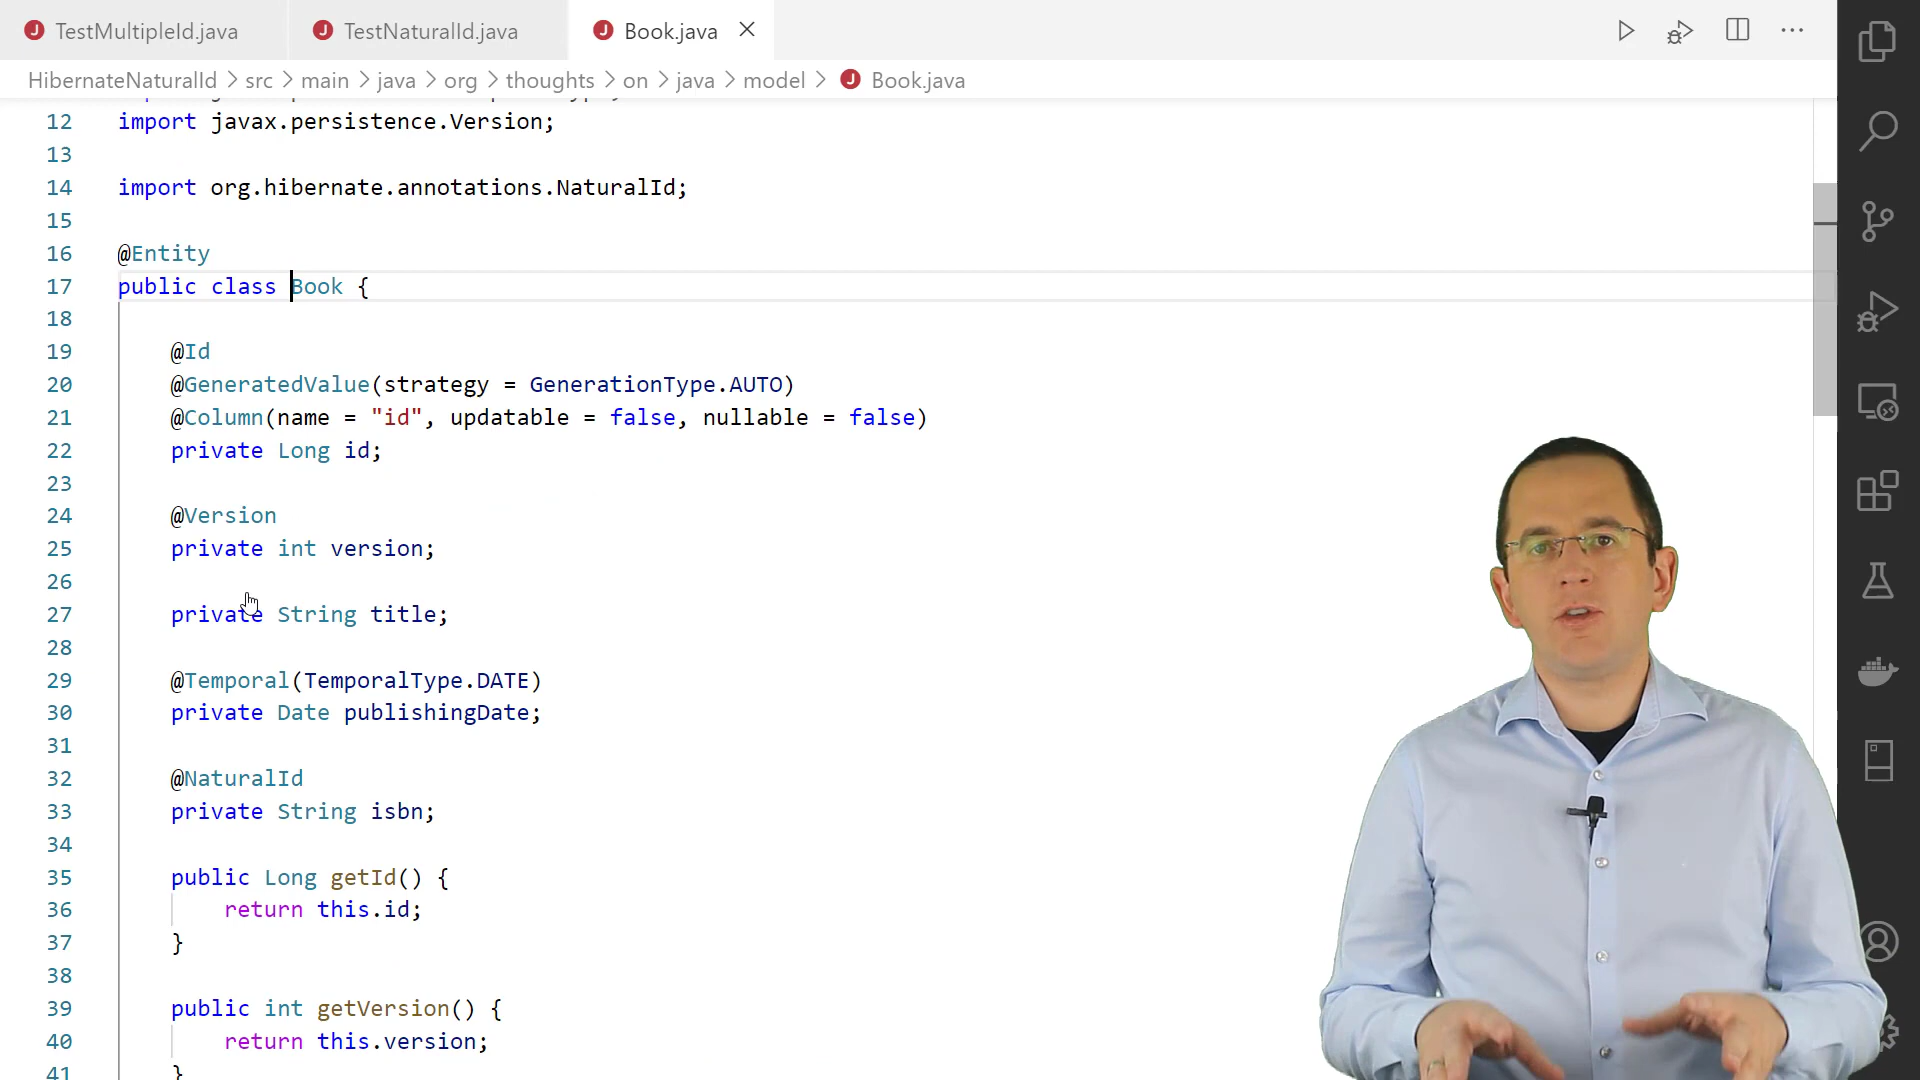 TestMultipleId.java TestNaturalId.java Book.java
HibernateNaturalId > src > main > java > org > thoughts > on > java > model > Book.java
12 import javax.persistence.Version;
13
14 import org.hibernate.annotations.NaturalId;
15
16 @Entity
17 public class Book {
18
19 @Id
20 @GeneratedValue(strategy = GenerationType.AUTO)
21 @Column(name = "id", updatable = false, nullable = false)
22 private Long id;
23
24 @Version
25 private int version;
26
27 private String title;
28
29 @Temporal(TemporalType.DATE)
30 private Date publishingDate;
31
32 @NaturalId
33 private String isbn;
34
35 public Long getId() {
36 return this.id;
37 }
38
39 public int getVersion() {
40 return this.version;
41 }